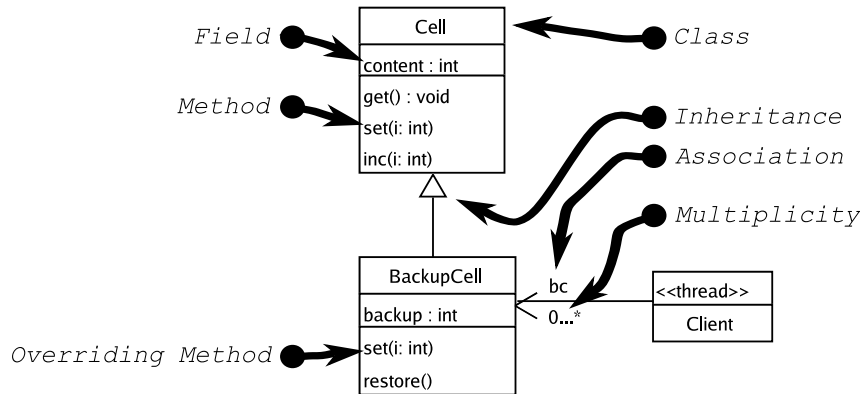 Cell
Field
Class
content : int
Method
get() : void
set(i: int)
inc(i: int)
Inheritance
Association
Multiplicity
BackupCell
bc
<<thread>>
backup : int
0...*
Client
Overriding Method
set(i: int)
restore()